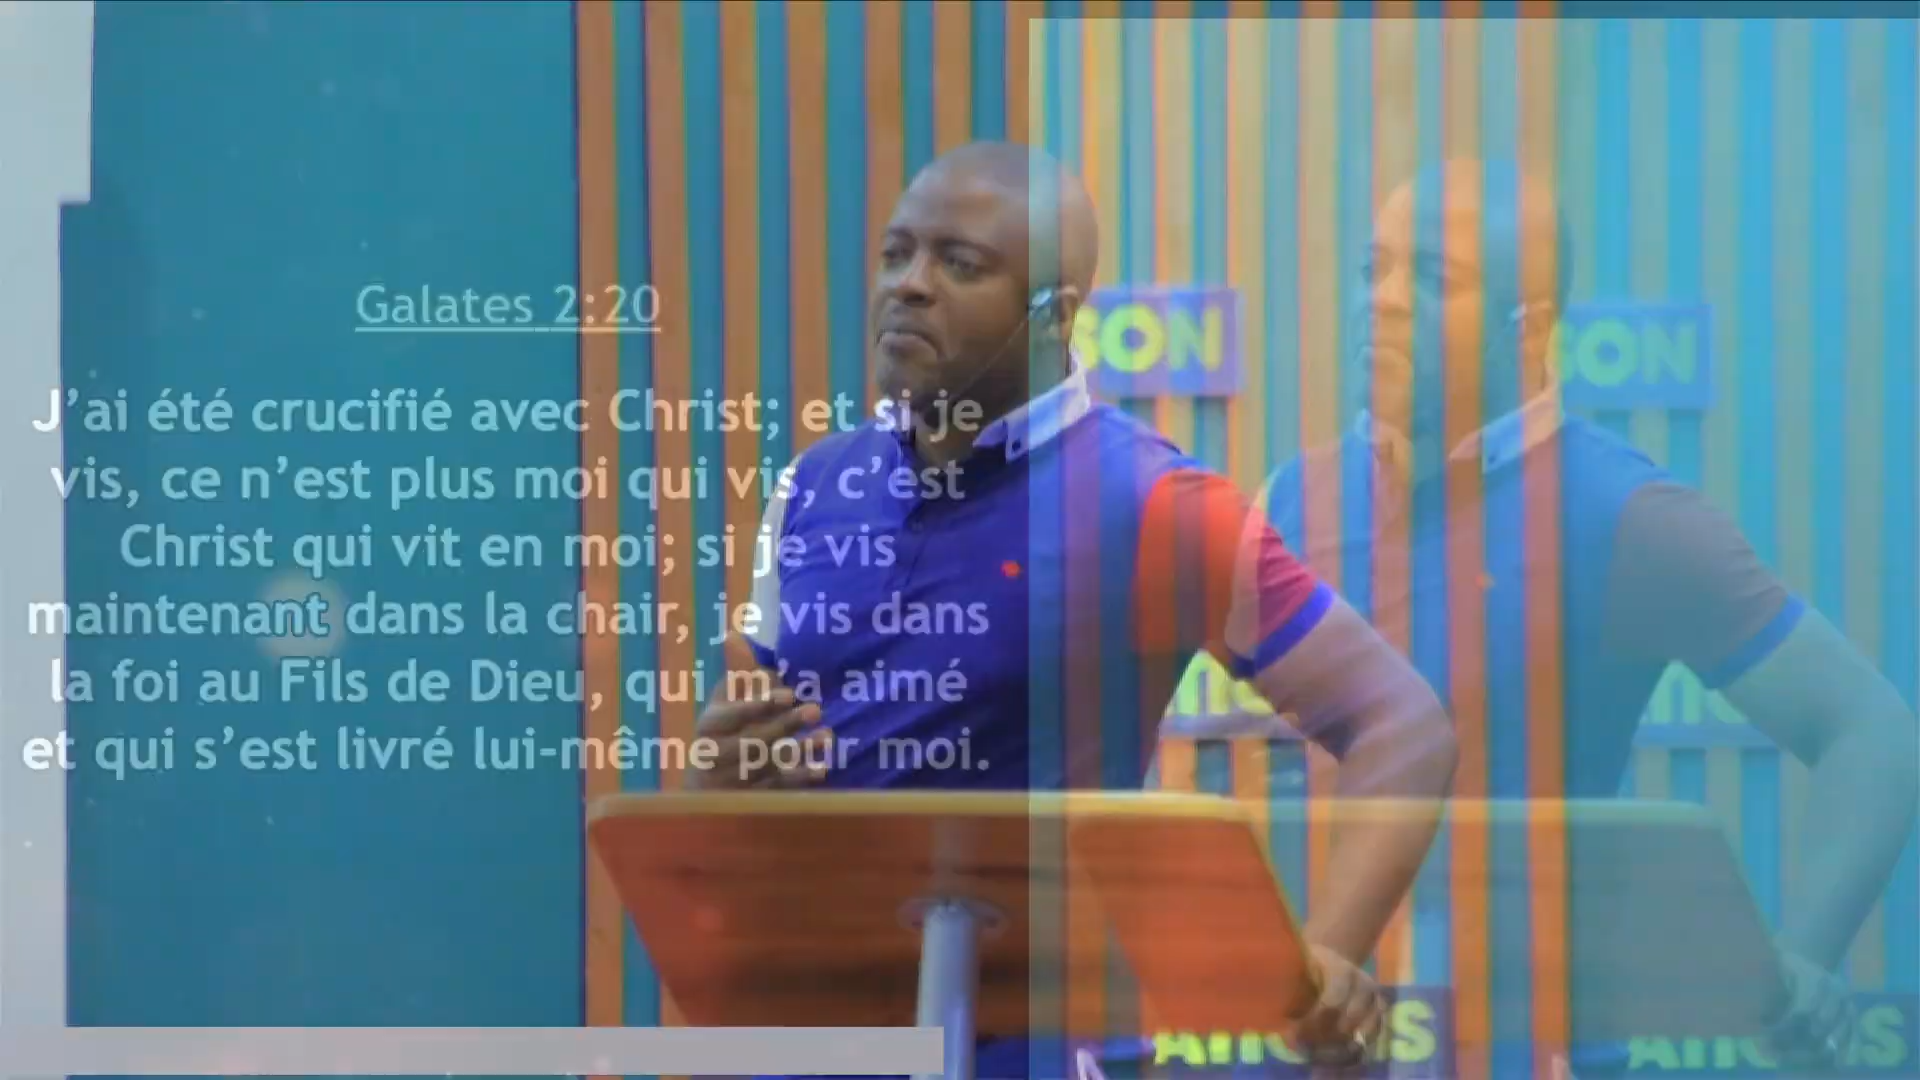 Galates 2:20
J’ai été crucifié avec Christ; et si je
vis, ce n’est plus moi qui vis, c’est
Christ qui vit en moi; si je vis
maintenant dans la chair, je vis dans
la foi au Fils de Dieu, qui m’a aimé
et qui s’est livré lui-même pour moi.
SON
SON